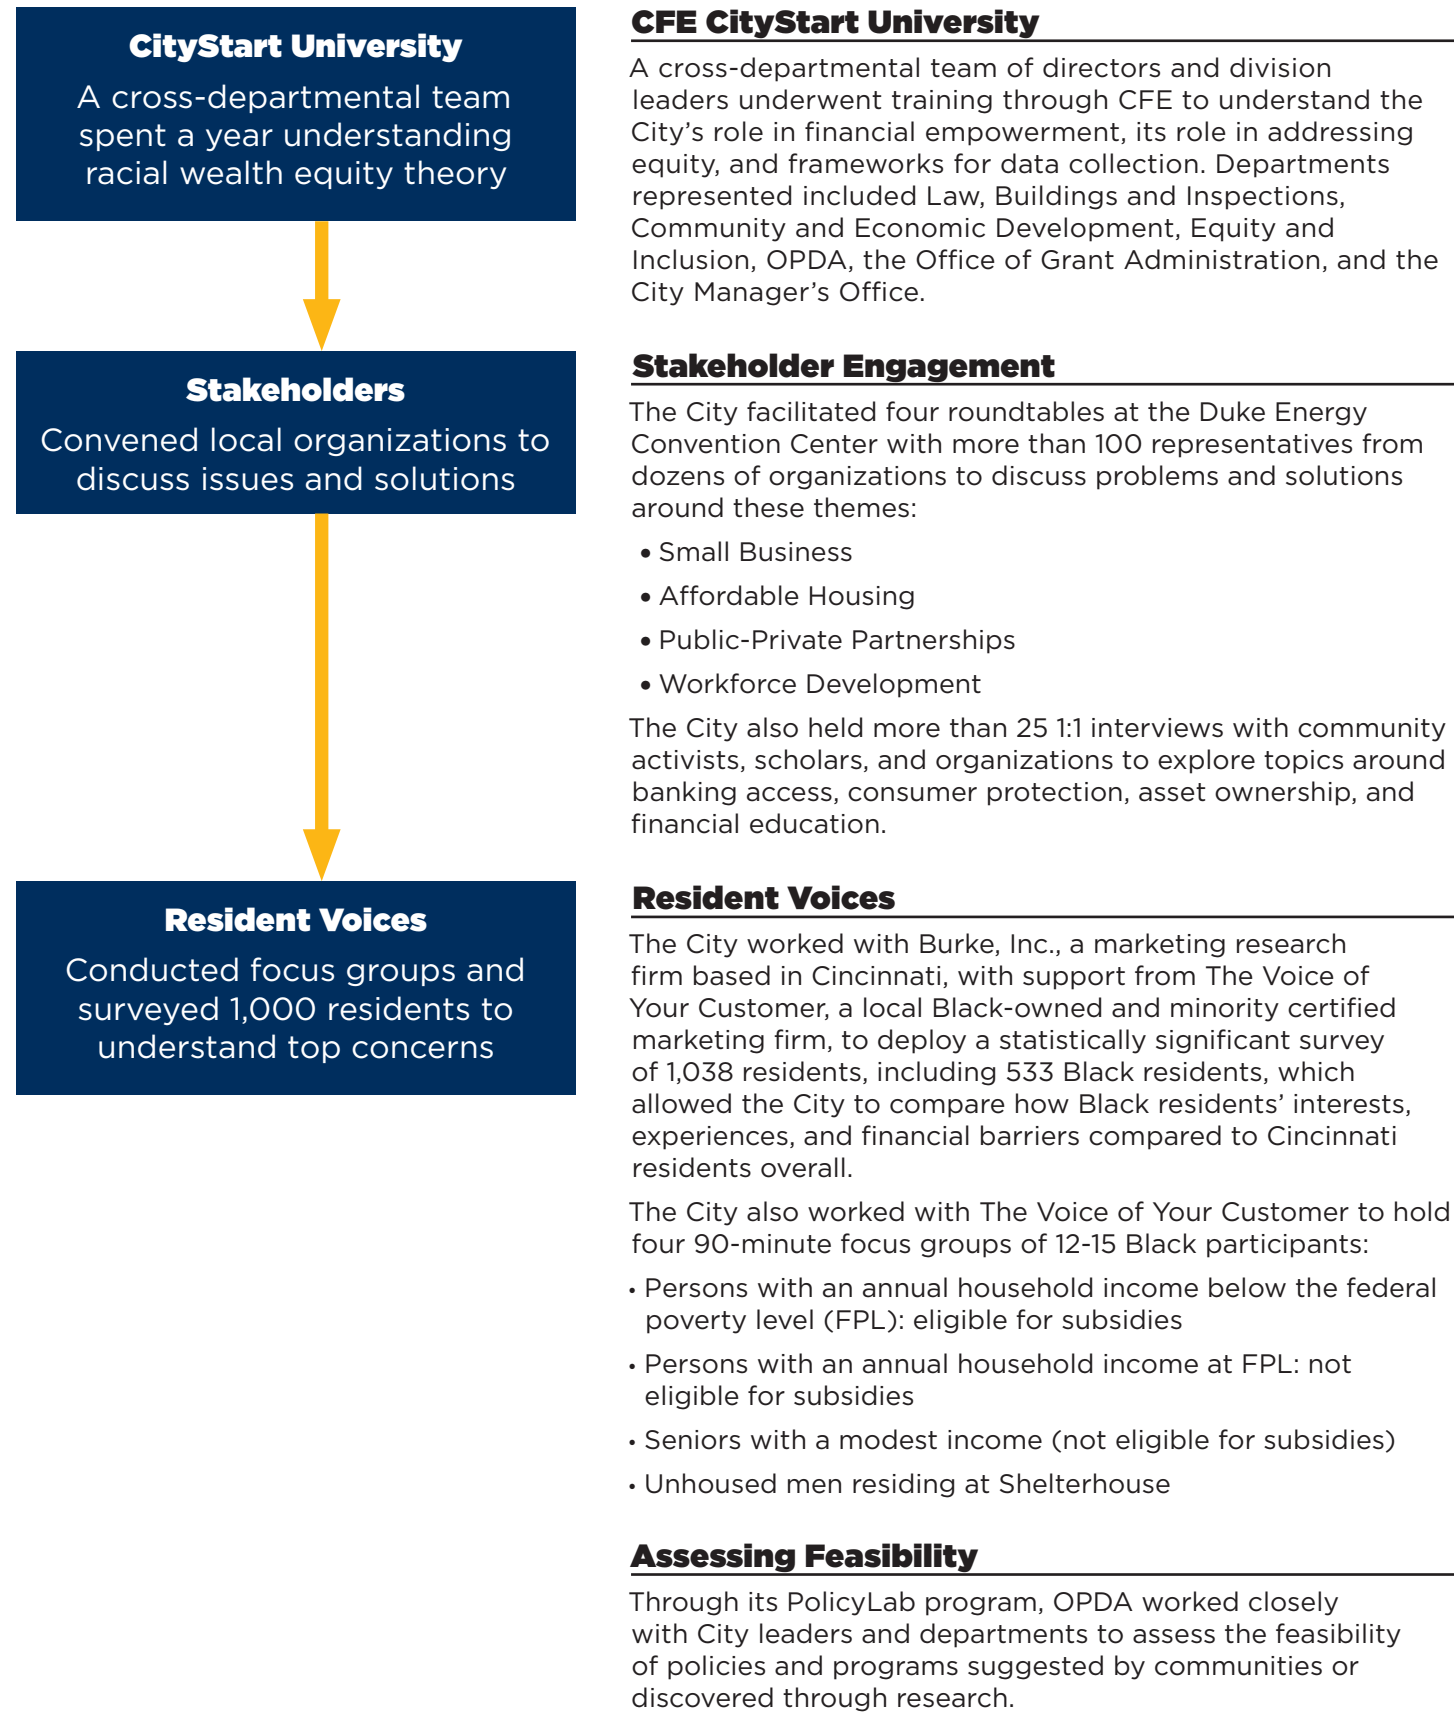 CityStart University
A cross-departmental team
spent a year understanding
racial wealth equity theory
Stakeholders
Convened local organizations to
discuss issues and solutions
Resident Voices
Conducted focus groups and
surveyed 1,000 residents to
understand top concerns
CFE CityStart University
A cross-departmental team of directors and division
leaders underwent training through CFE to understand the
City’s role in financial empowerment, its role in addressing
equity, and frameworks for data collection. Departments
represented included Law, Buildings and Inspections,
Community and Economic Development, Equity and
Inclusion, OPDA, the Office of Grant Administration, and the
City Manager’s Office.
Stakeholder Engagement
The City facilitated four roundtables at the Duke Energy
Convention Center with more than 100 representatives from
dozens of organizations to discuss problems and solutions
around these themes:
• Small Business
• Affordable Housing
• Public-Private Partnerships
• Workforce Development
The City also held more than 25 1:1 interviews with community
activists, scholars, and organizations to explore topics around
banking access, consumer protection, asset ownership, and
financial education.
Resident Voices
The City worked with Burke, Inc., a marketing research
firm based in Cincinnati, with support from The Voice of
Your Customer, a local Black-owned and minority certified
marketing firm, to deploy a statistically significant survey
of 1,038 residents, including 533 Black residents, which
allowed the City to compare how Black residents’ interests,
experiences, and financial barriers compared to Cincinnati
residents overall.
The City also worked with The Voice of Your Customer to hold
four 90-minute focus groups of 12-15 Black participants:
• Persons with an annual household income below the federal
poverty level (FPL): eligible for subsidies
• Persons with an annual household income at FPL: not
eligible for subsidies
• Seniors with a modest income (not eligible for subsidies)
• Unhoused men residing at Shelterhouse
Assessing Feasibility
Through its PolicyLab program, OPDA worked closely
with City leaders and departments to assess the feasibility
of policies and programs suggested by communities or
discovered through research.